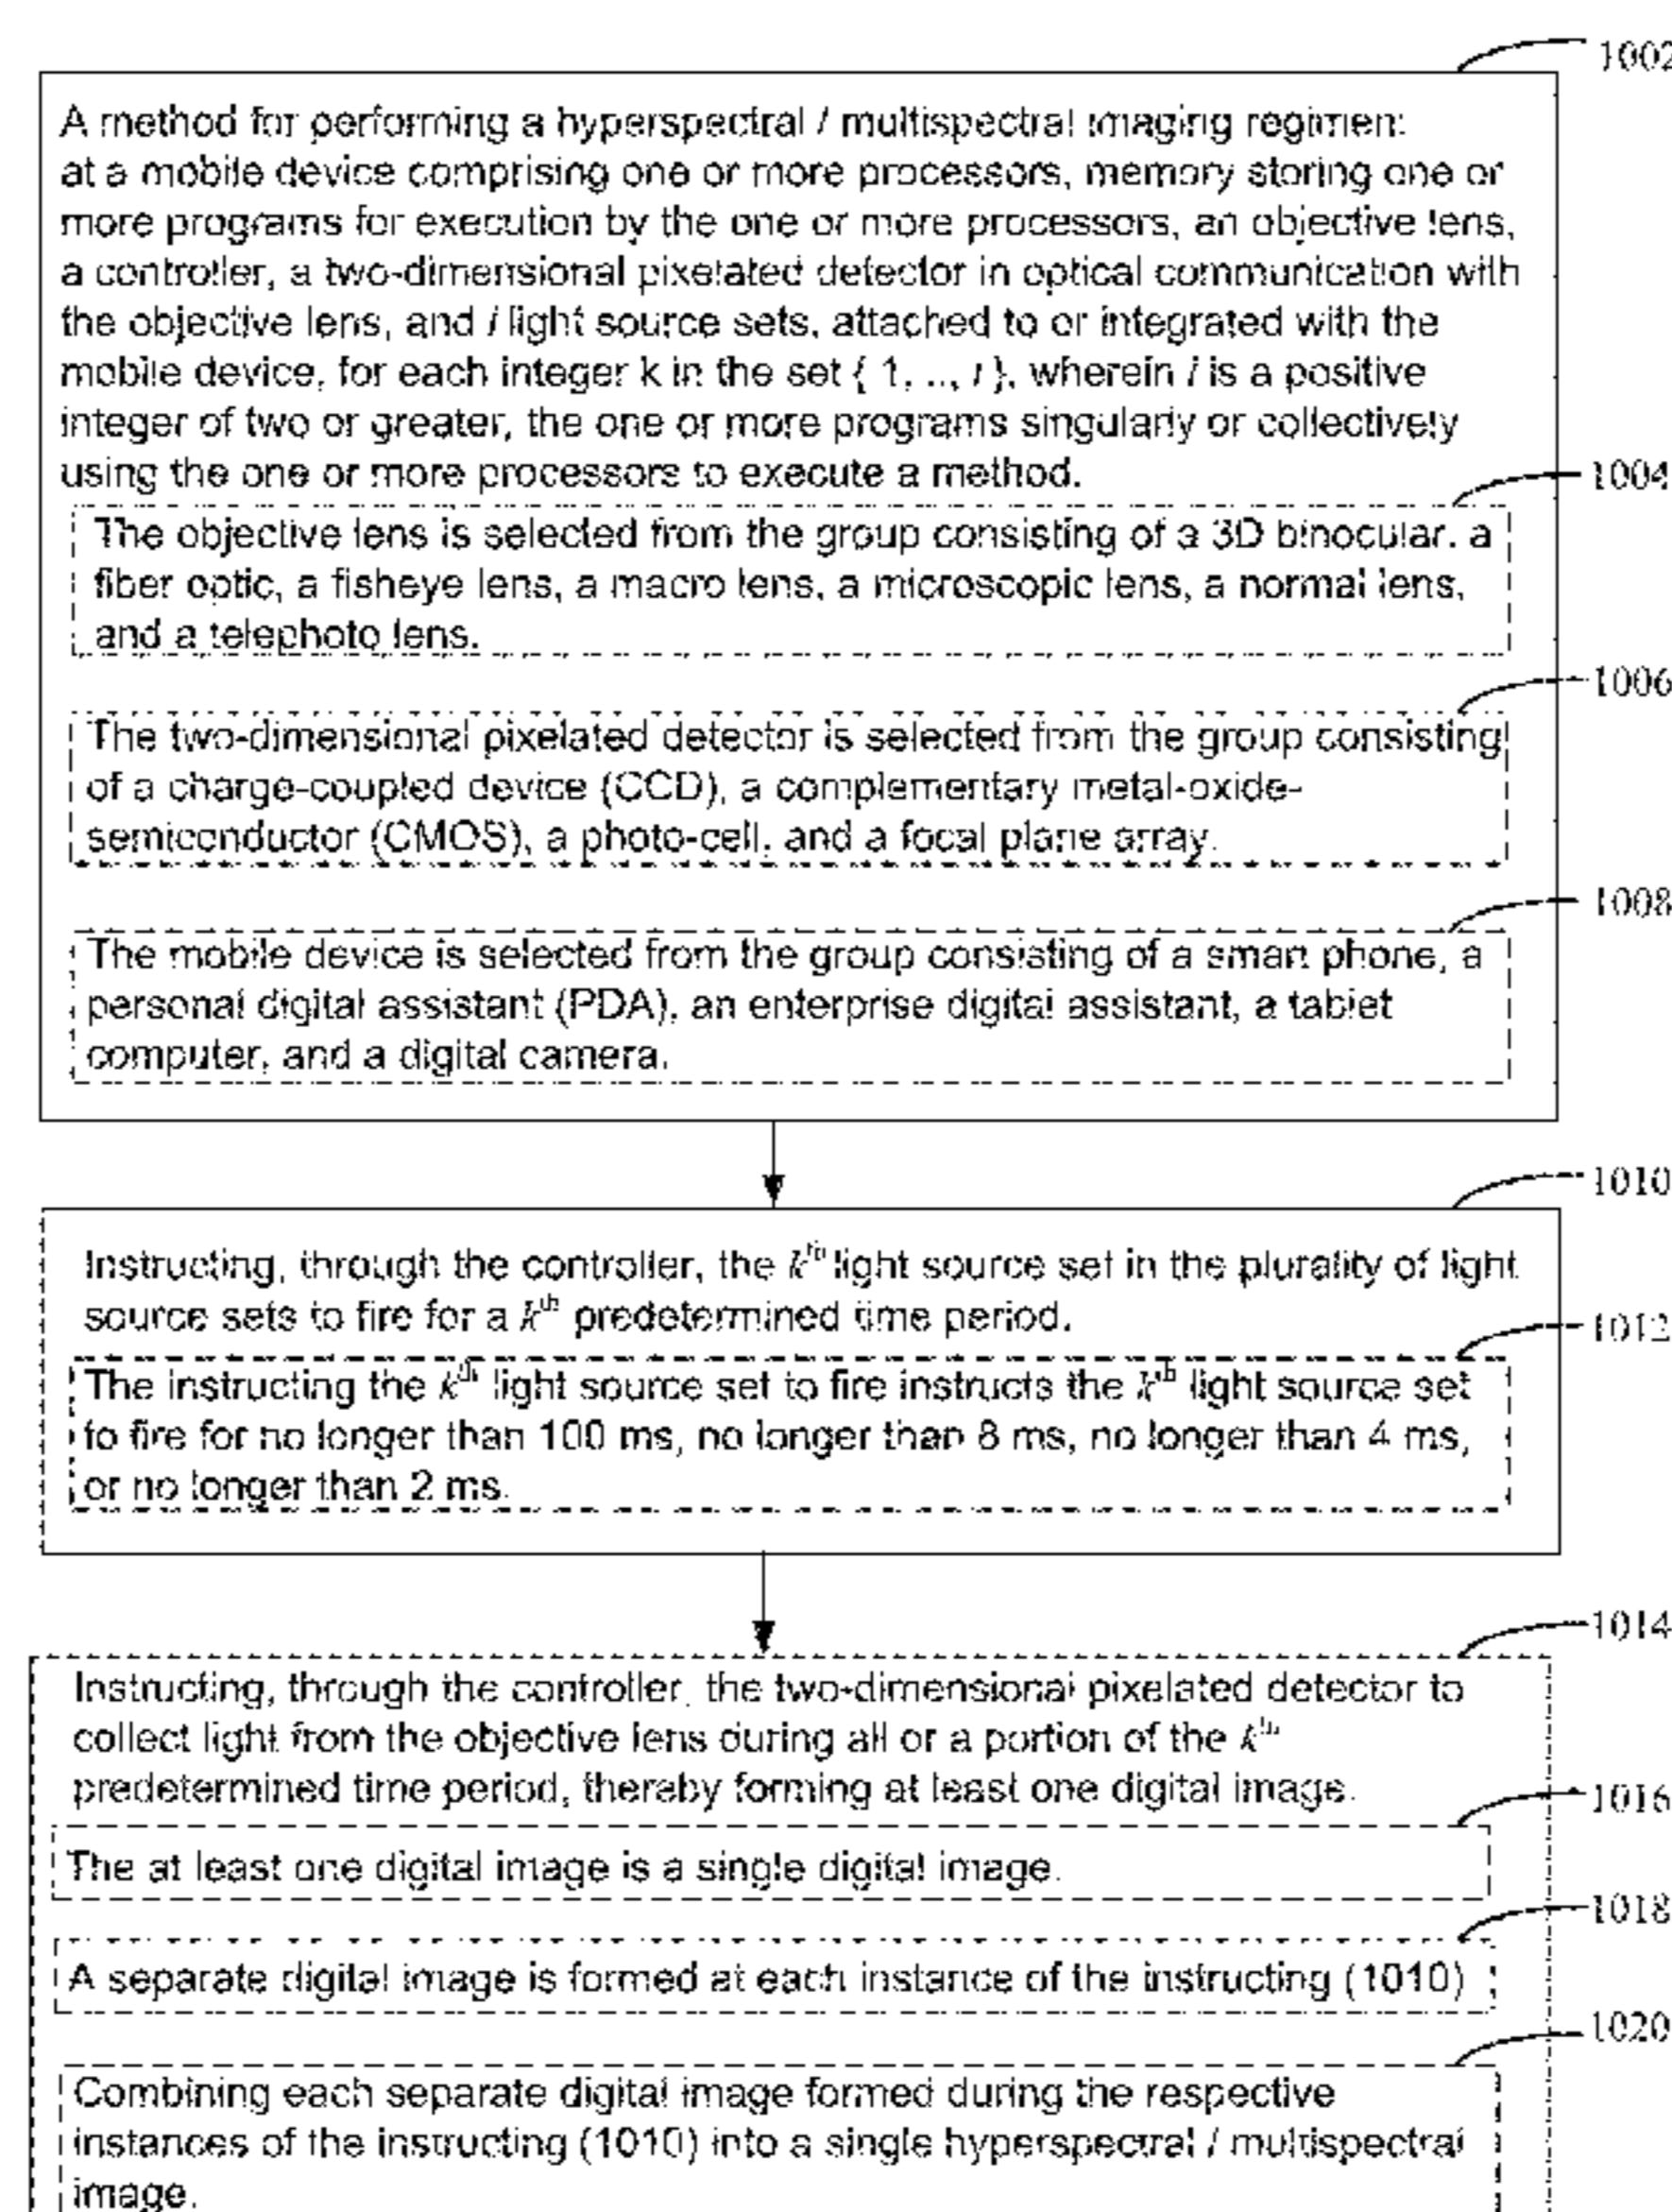 1002
A method for performing a hyperspectral / multispectral imaging regimen:
at a mobile device comprising one or more processors, memory storing one or
more programs for execution by the one or more processors, an objective lens,
a controller, a two-dimensional pixelated detector in optical communication with
the objective lens, and i light source sets, attached to or integrated with the
mobile device, for each integer k in the set { 1, .., i }, wherein i is a positive
integer of two or greater, the one or more programs singularly or collectively
using the one or more processors to execute a method.
1004
The objective lens is selected from the group consisting of a 3D binocular, a
fiber optic, a fisheye lens, a macro lens, a microscopic lens, a normal lens,
and a telephoto lens.
1006
The two-dimensional pixelated detector is selected from the group consisting
of a charge-coupled device (CCD), a complementary metal-oxide-
semiconductor (CMOS), a photo-cell, and a focal plane array.
1008
The mobile device is selected from the group consisting of a smart phone, a
personal digital assistant (PDA), an enterprise digital assistant, a tablet
computer, and a digital camera.
1010
Instructing, through the controller, the kth light source set in the plurality of light
source sets to fire for a kth predetermined time period.
1012
The instructing the kth light source set to fire instructs the kth light source set
to fire for no longer than 100 ms, no longer than 8 ms, no longer than 4 ms,
or no longer than 2 ms.
1014
Instructing, through the controller, the two-dimensional pixelated detector to
collect light from the objective lens during all or a portion of the kth
predetermined time period, thereby forming at least one digital image.
1016
The at least one digital image is a single digital image.
1018
A separate digital image is formed at each instance of the instructing (1010)
1020
Combining each separate digital image formed during the respective
instances of the instructing (1010) into a single hyperspectral / multispectral
image.